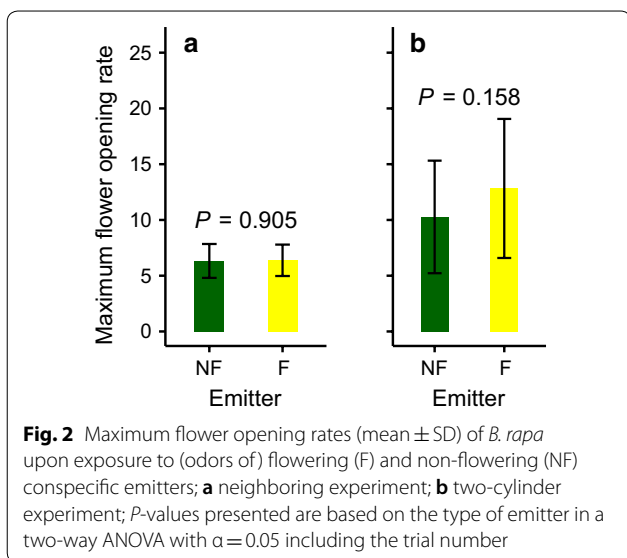 a
b
25
20
15
10
5
0
Maximum flower opening rate
P = 0.905
P = 0.158
NF F
NF F
Emitter
Emitter
Fig. 2 Maximum flower opening rates (mean ± SD) of B. rapa
upon exposure to (odors of) flowering (F) and non-flowering (NF)
conspecific emitters; a neighboring experiment; b two-cylinder
experiment; P-values presented are based on the type of emitter in a
two-way ANOVA with α = 0.05 including the trial number